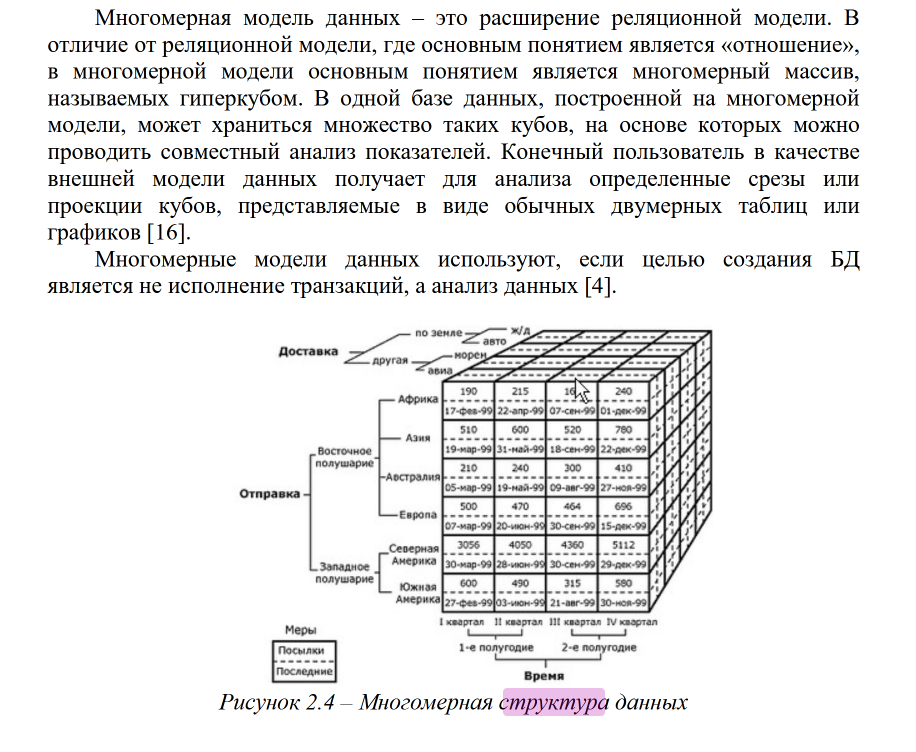 Многомерная модель данных – это расширение реляционной модели. В
отличие от реляционной модели, где основным понятием является «отношение»,
в многомерной модели основным понятием является многомерный массив,
называемых гиперкубом. В одной базе данных, построенной на многомерной
модели, может храниться множество таких кубов, на основе которых можно
проводить совместный анализ показателей. Конечный пользователь в качестве
внешней модели данных получает для анализа определенные срезы или
проекции кубов, представляемые в виде обычных двумерных таблиц или
графиков [16].
Многомерные модели данных используют, если целью создания БД
является не исполнение транзакций, а анализ данных [4].
Доставка
по земле
ж/д
авто
другая
морем
авиа
Отправка
Восточное
полушарие
Западное
полушарие
Африка
190 215 240
17-фев-99 22-апр-99 07-сен-99 01-дек-99
Азия
510 600 520 780
19-мар-99 31-май-99 18-сен-99 22-дек-99
Австралия
210 240 300 410
05-мар-99 19-май-99 09-авг-99 27-ноя-99
Европа
500 470 464 696
07-мар-99 20-июн-99 30-сен-99 15-дек-99
Северная
Америка
3056 4050 4360 5112
30-мар-99 28-июн-99 30-сен-99 29-дек-99
Южная
Америка
600 490 315 580
27-фев-99 03-июн-99 21-авг-99 30-ноя-99
I квартал II квартал III квартал IV квартал
1-е полугодие 2-е полугодие
Время
Меры
Посылки
Последние
Рисунок 2.4 – Многомерная структура данных